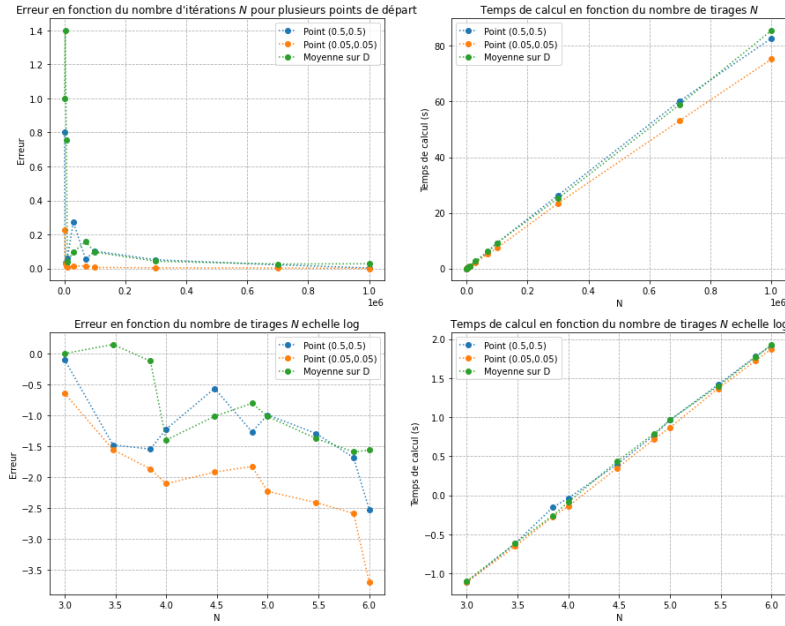 Erreur en fonction du nombre d'itérations N pour plusieurs points de départ
1.4
1.2
1.0
0.8
0.6
0.4
0.2
0.0
Erreur
Point (0.5,0.5)
Point (0.05,0.05)
Moyenne sur D
0.0 0.2 0.4 0.6 0.8 1.0
1e6
N
Temps de calcul en fonction du nombre de tirages N
80
60
40
20
0
Temps de calcul (s)
Point (0.5,0.5)
Point (0.05,0.05)
Moyenne sur D
0.0 0.2 0.4 0.6 0.8 1.0
1e6
N
Erreur en fonction du nombre de tirages N echelle log
0.0
−0.5
−1.0
−1.5
−2.0
−2.5
−3.0
−3.5
Erreur
Point (0.5,0.5)
Point (0.05,0.05)
Moyenne sur D
3.0 3.5 4.0 4.5 5.0 5.5 6.0
N
Temps de calcul en fonction du nombre de tirages N echelle log
2.0
1.5
1.0
0.5
0.0
−0.5
−1.0
Temps de calcul (s)
Point (0.5,0.5)
Point (0.05,0.05)
Moyenne sur D
3.0 3.5 4.0 4.5 5.0 5.5 6.0
N